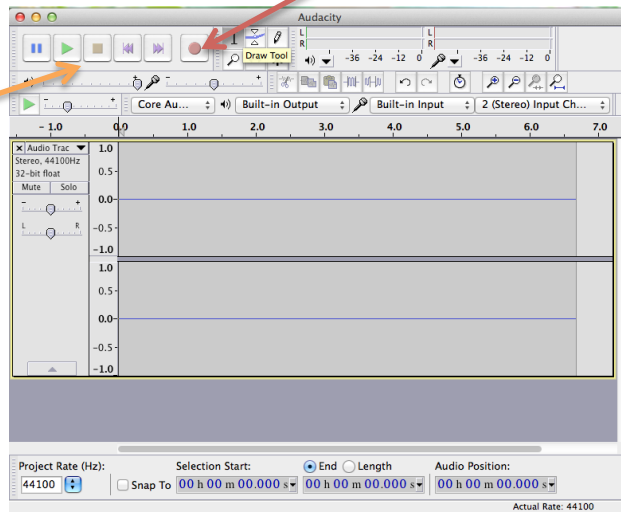 Audacity
L
R
L
R
Draw Tool
-36 -24 -12 0
-36 -24 -12 0
- +
- +
- +
Core Au...
Built-in Output
Built-in Input
2 (Stereo) Input Ch...
- 1.0 0.0 1.0 2.0 3.0 4.0 5.0 6.0 7.0
Audio Trac
Stereo, 44100Hz
32-bit float
Mute Solo
- +
L R
1.0
0.5-
0.0-
-0.5-
-1.0
1.0
0.5-
0.0-
-0.5-
-1.0
Project Rate (Hz):
Selection Start:
End
Length
Audio Position:
44100
Snap To
00 h 00 m 00.000 s
00 h 00 m 00.000 s
00 h 00 m 00.000 s
Actual Rate: 44100